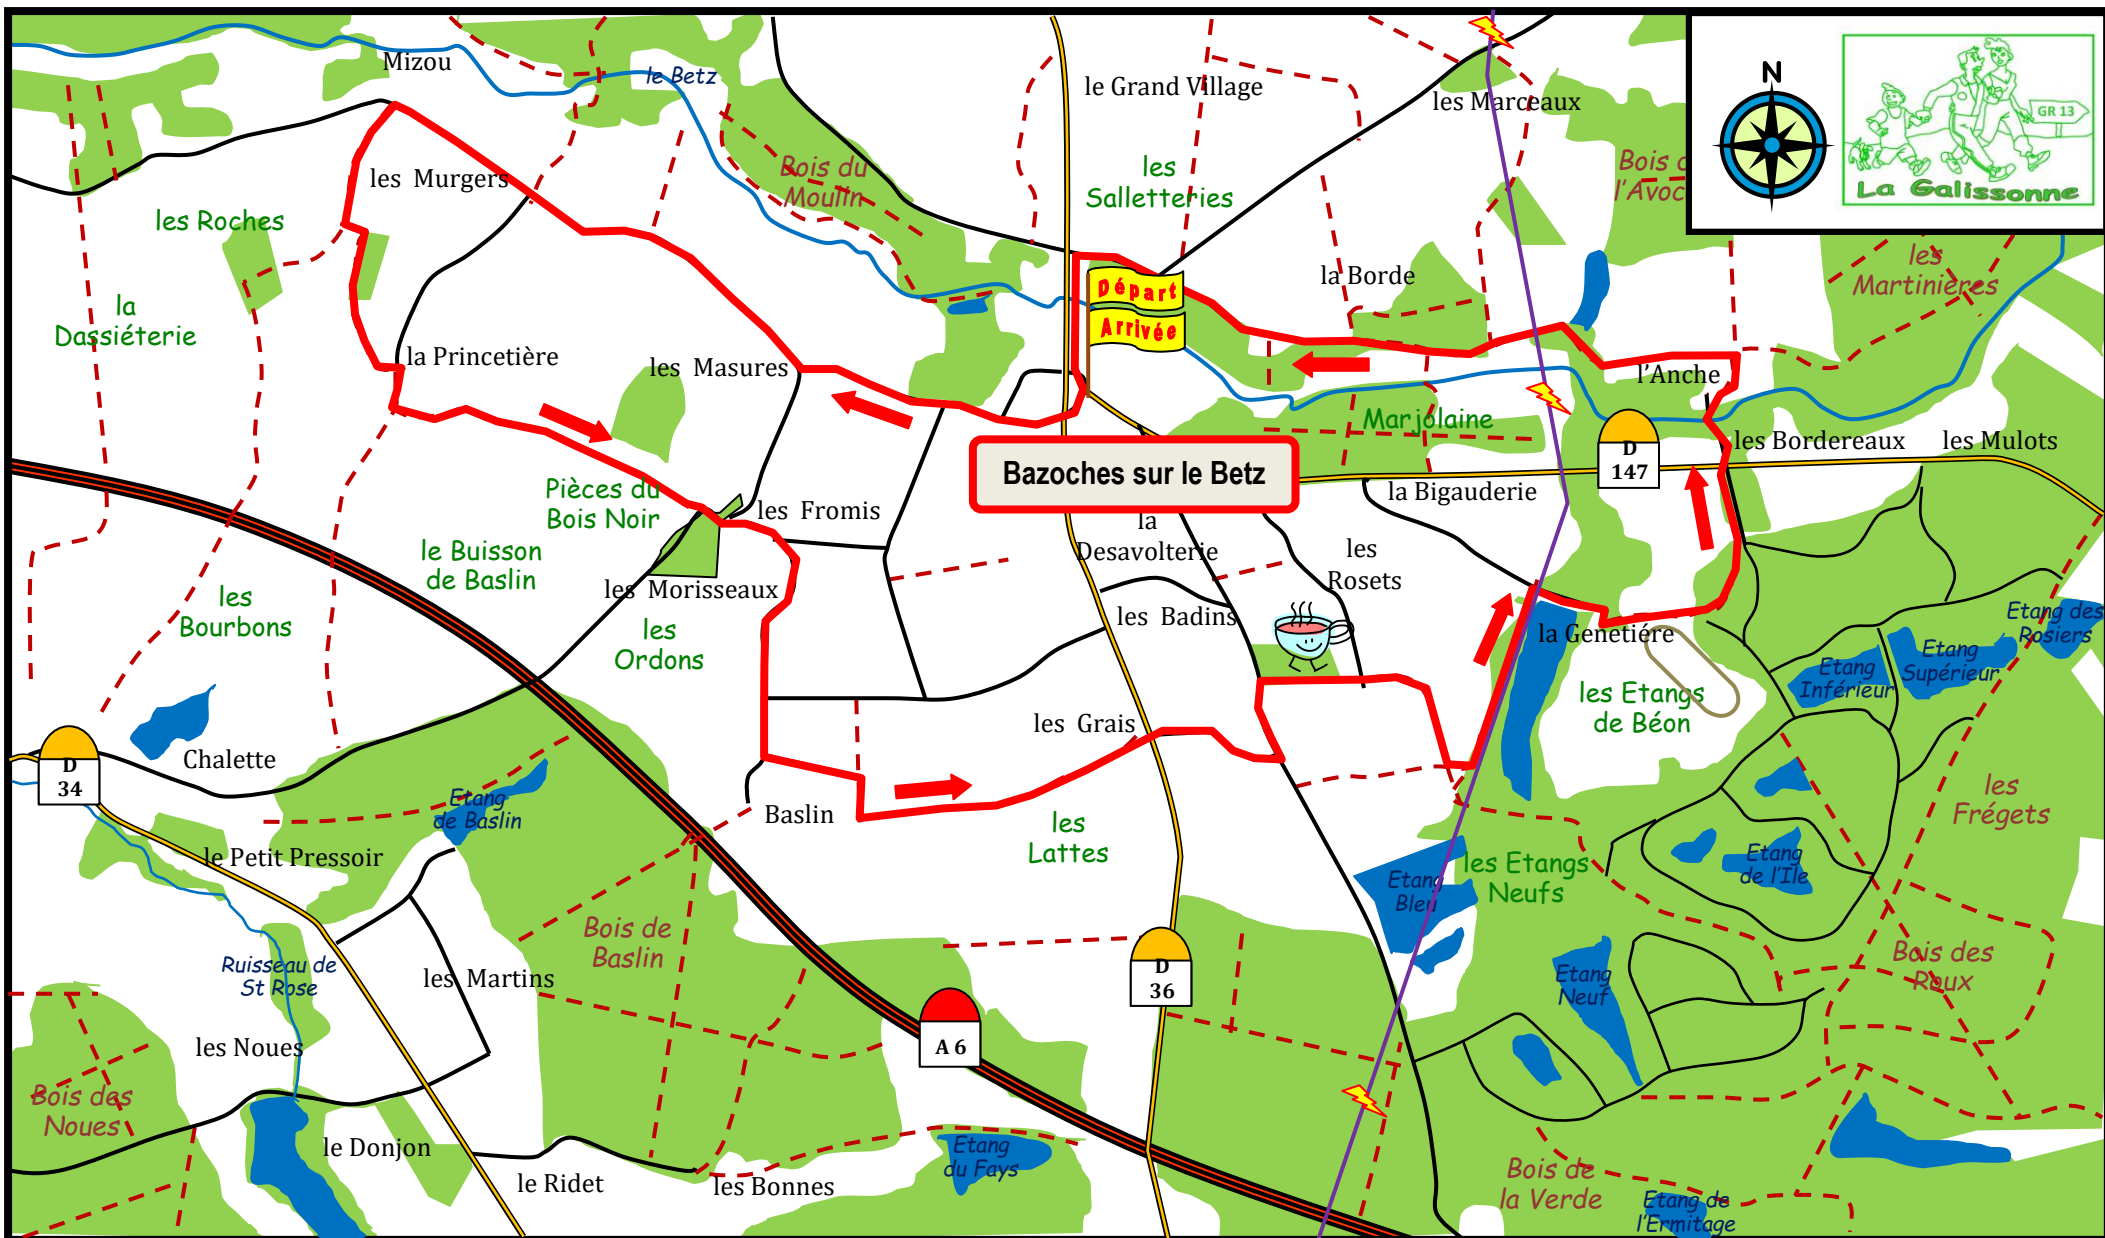 Mizou
le Betz
le Grand Village
les Marceaux
N
GR 13
La Galissonne
les Murgers
Bois du
Moulin
les
Salletteries
les Roches
la Borde
les
Martinières
la
Dassiéterie
Départ
Arrivée
la Princetière
les Masures
l'Anche
Marjolaine
D
147
les Bordereaux
les Mulots
Bazoches sur le Betz
Pièces du
Bois Noir
les Fromis
la Bigauderie
la
Desavolterie
les
Rosets
le Buisson
de Baslin
les Morisseaux
les
Bourbons
les
Ordons
les Badins
la Genetiére
Etang des
Rosiers
Etang
Supérieur
Etang
Inférieur
les Etangs
de Béon
les Grais
Chalette
D
34
Etang
de Baslin
Baslin
les
Lattes
les
Frégets
le Petit Pressoir
Etang
Bleu
les Etangs
Neufs
Etang
de l'Ile
Bois de
Baslin
Ruisseau de
St Rose
les Martins
D
36
Etang
Neuf
Bois des
Roux
A 6
les Noues
Bois des
Noues
le Donjon
le Ridet
les Bonnes
Etang
du Fays
Bois de
la Verde
Etang de
l'Ermitage